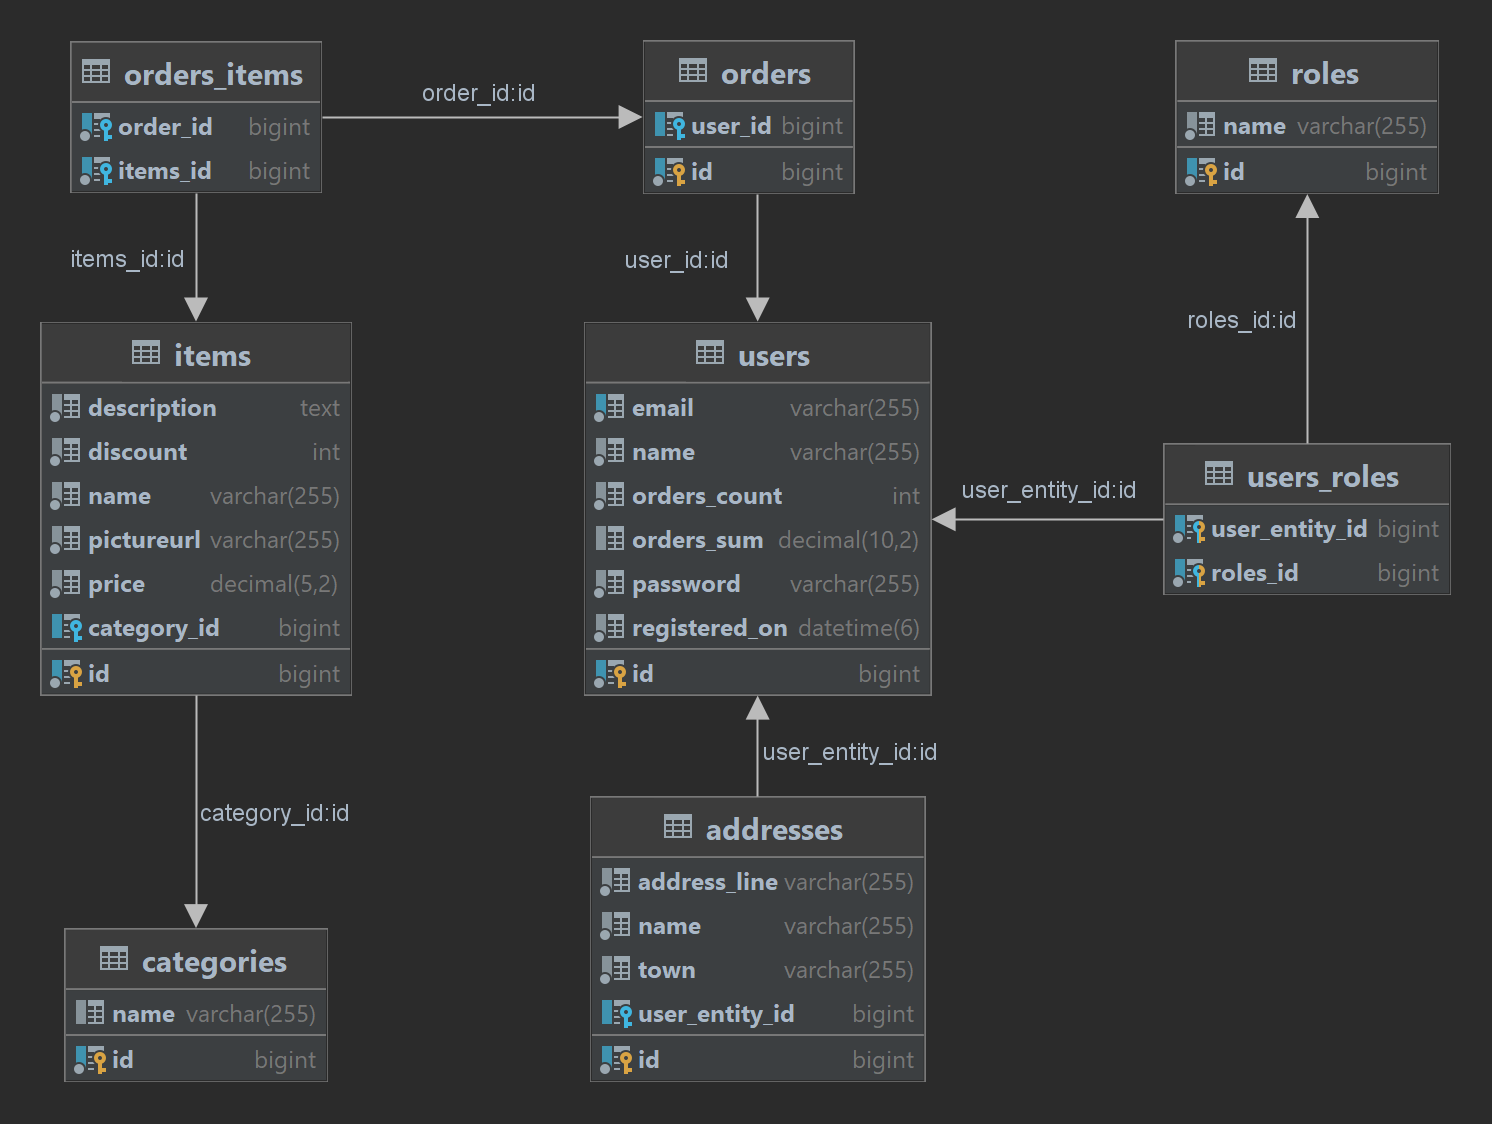 orders_items
order_id bigint
items_id bigint
order_id:id
orders
user_id bigint
id bigint
roles
name varchar(255)
id bigint
items_id:id
user_id:id
roles_id:id
items
description text
discount int
name varchar(255)
pictureurl varchar(255)
price decimal(5,2)
category_id bigint
id bigint
users
email varchar(255)
name varchar(255)
orders_count int
orders_sum decimal(10,2)
password varchar(255)
registered_on datetime(6)
id bigint
user_entity_id:id
users_roles
user_entity_id bigint
roles_id bigint
category_id:id
user_entity_id:id
categories
name varchar(255)
id bigint
addresses
address_line varchar(255)
name varchar(255)
town varchar(255)
user_entity_id bigint
id bigint